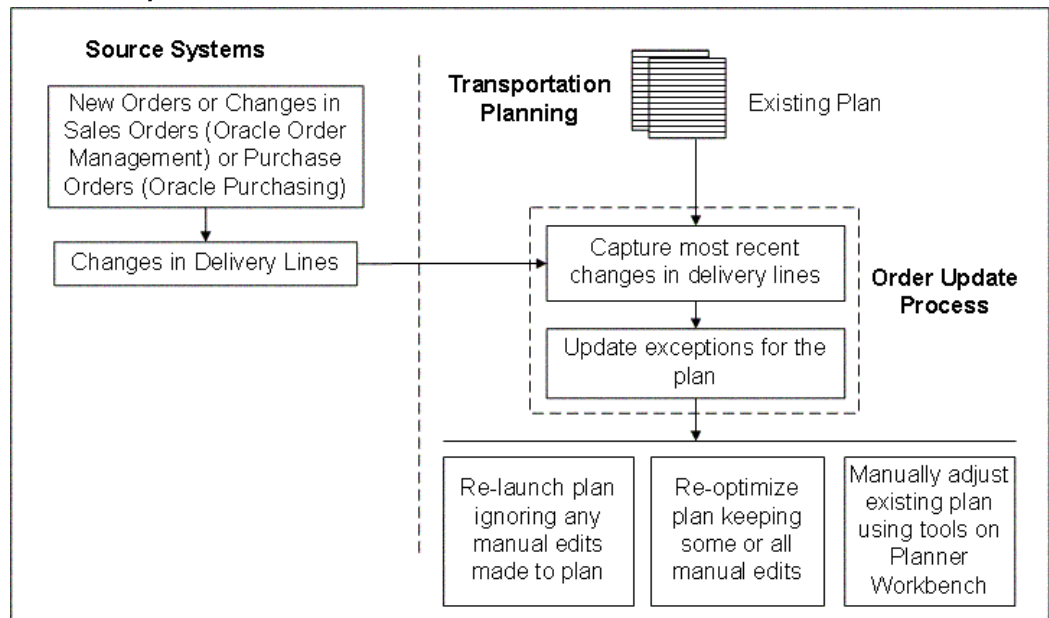 Source Systems
New Orders or Changes in
Sales Orders (Oracle Order
Management) or Purchase
Orders (Oracle Purchasing)
Changes in Delivery Lines
Transportation
Planning
Existing Plan
Capture most recent
changes in delivery lines
Order Update
Process
Update exceptions for the
plan
Re-launch plan
ignoring any
manual edits
made to plan
Re-optimize
plan keeping
some or all
manual edits
Manually adjust
existing plan
using tools on
Planner
Workbench